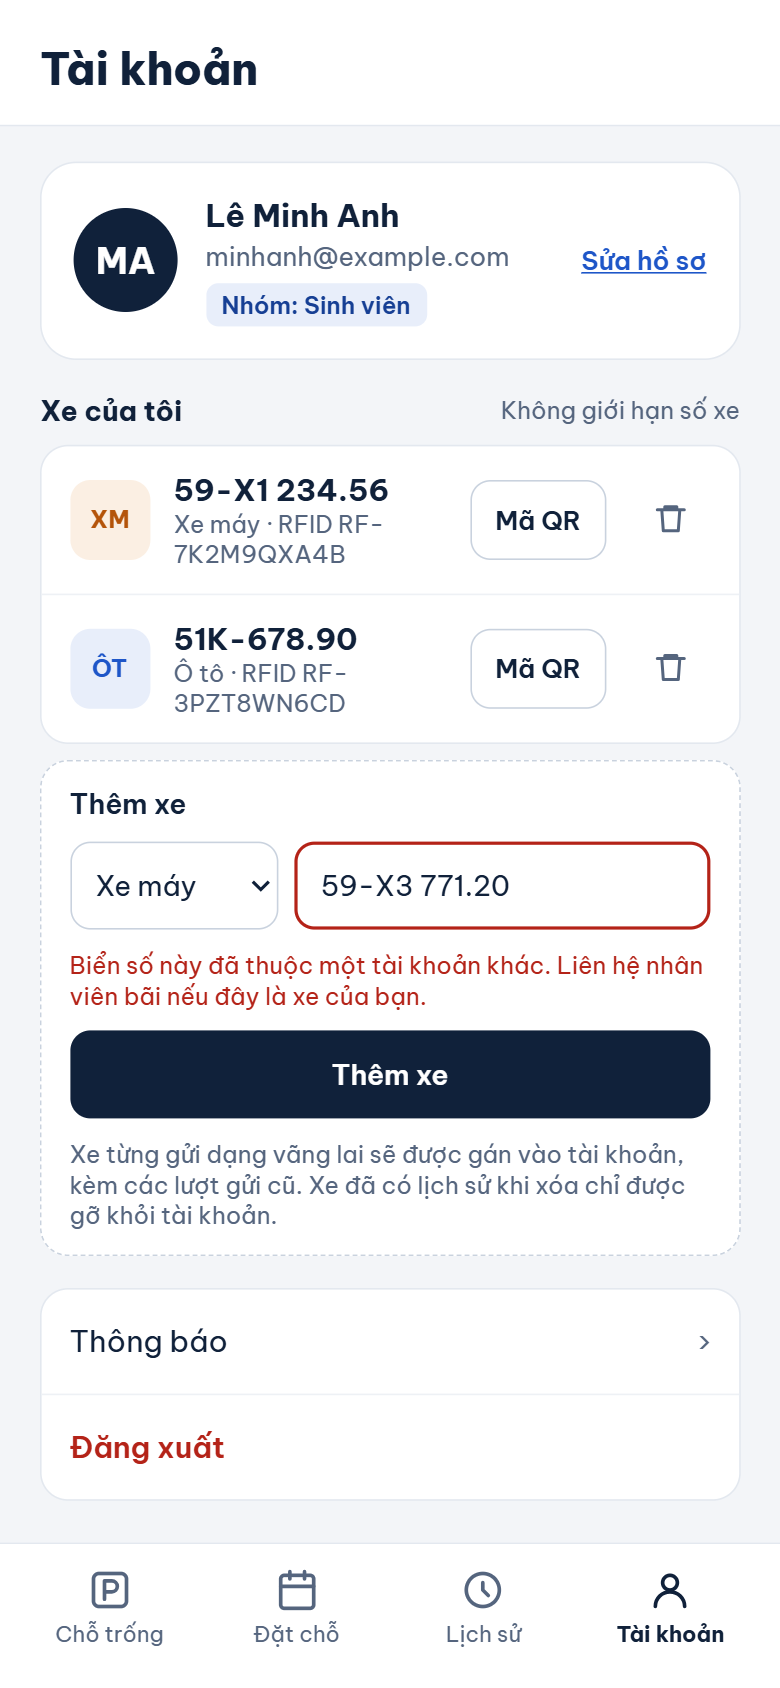 Tài khoản
MA
Lê Minh Anh
minhanh@example.com
Nhóm: Sinh viên
Sửa hồ sơ
Xe của tôi
Không giới hạn số xe
XM
59-X1 234.56
Xe máy · RFID RF-
7K2M9QXA4B
Mã QR
ÔT
51K-678.90
Ô tô · RFID RF-
3PZT8WN6CD
Mã QR
Thêm xe
Xe máy
59-X3 771.20
Biển số này đã thuộc một tài khoản khác. Liên hệ nhân
viên bãi nếu đây là xe của bạn.
Thêm xe
Xe từng gửi dạng vãng lai sẽ được gán vào tài khoản,
kèm các lượt gửi cũ. Xe đã có lịch sử khi xóa chỉ được
gỡ khỏi tài khoản.
Thông báo
Đăng xuất
P
Chỗ trống
Đặt chỗ
Lịch sử
Tài khoản